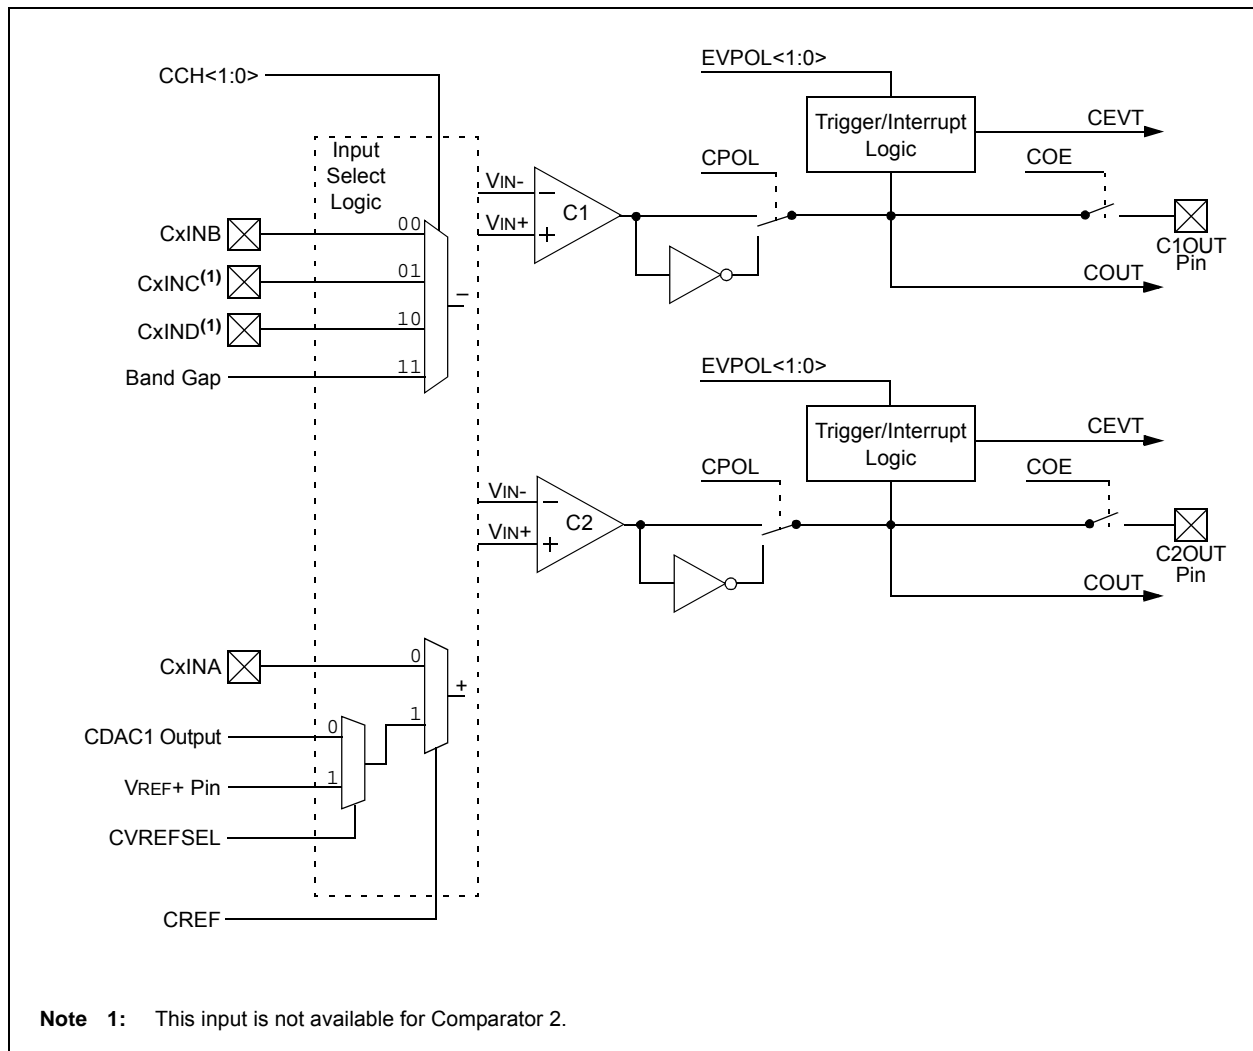 CCH<1:0>
Input
Select
Logic
CxINB
00
CxINC(1)
01
CxIND(1)
10
Band Gap
11
−
VIN-
VIN+
−
+
C1
CPOL
EVPOL<1:0>
Trigger/Interrupt
Logic
CEVT
COE
C1OUT
Pin
COUT
VIN-
VIN+
−
+
C2
CPOL
EVPOL<1:0>
Trigger/Interrupt
Logic
CEVT
COE
C2OUT
Pin
COUT
CxINA
0
1
+
CDAC1 Output
0
VREF+ Pin
1
CVREFSEL
CREF
Note 1: This input is not available for Comparator 2.